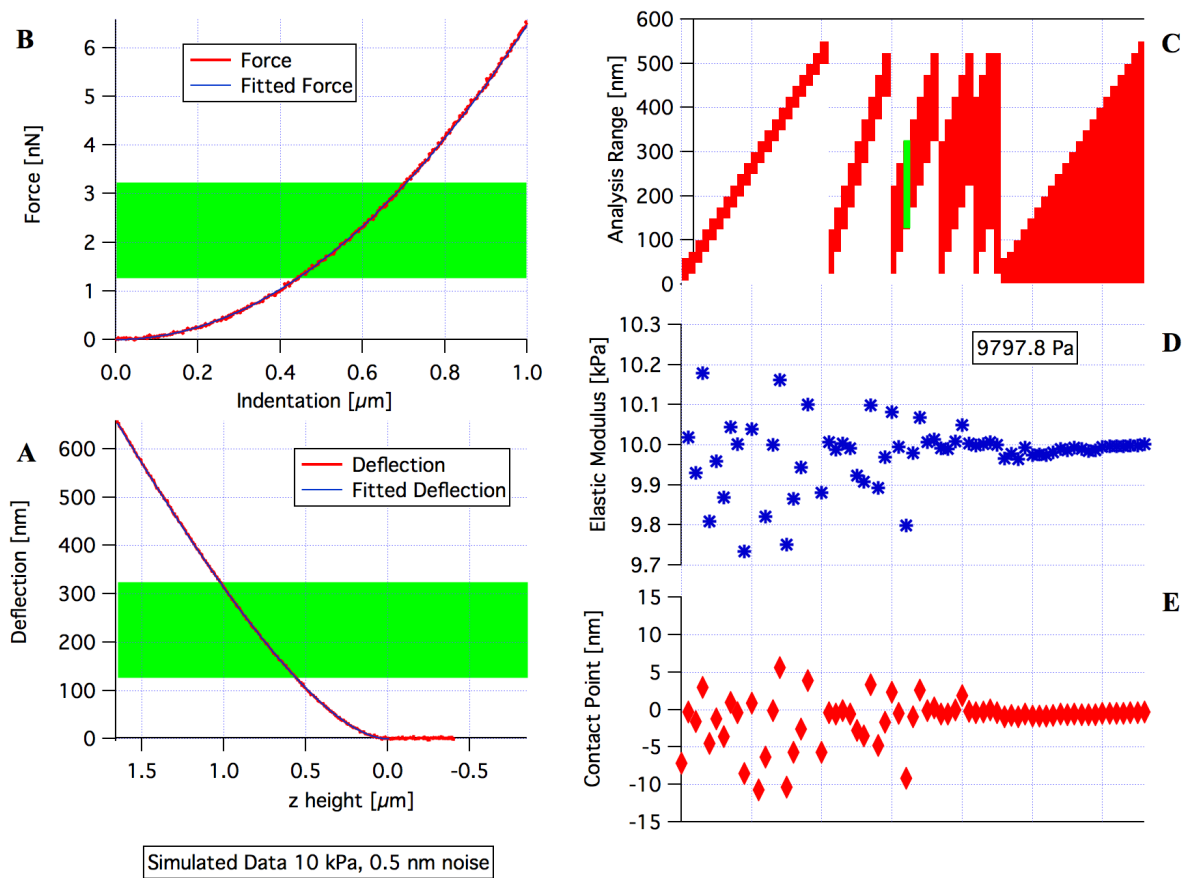 B
Force
Fitted Force
Force [nN]
6
5
4
3
2
1
0
0.0 0.2 0.4 0.6 0.8 1.0
Indentation [µm]
A
Deflection
Fitted Deflection
Deflection [nm]
600
500
400
300
200
100
0
1.5 1.0 0.5 0.0 -0.5
z height [µm]
Simulated Data 10 kPa, 0.5 nm noise
C
Analysis Range [nm]
600
500
400
300
200
100
0
D
9797.8 Pa
Elastic Modulus [kPa]
10.3
10.2
10.1
10.0
9.9
9.8
9.7
E
Contact Point [nm]
15
10
5
0
-5
-10
-15